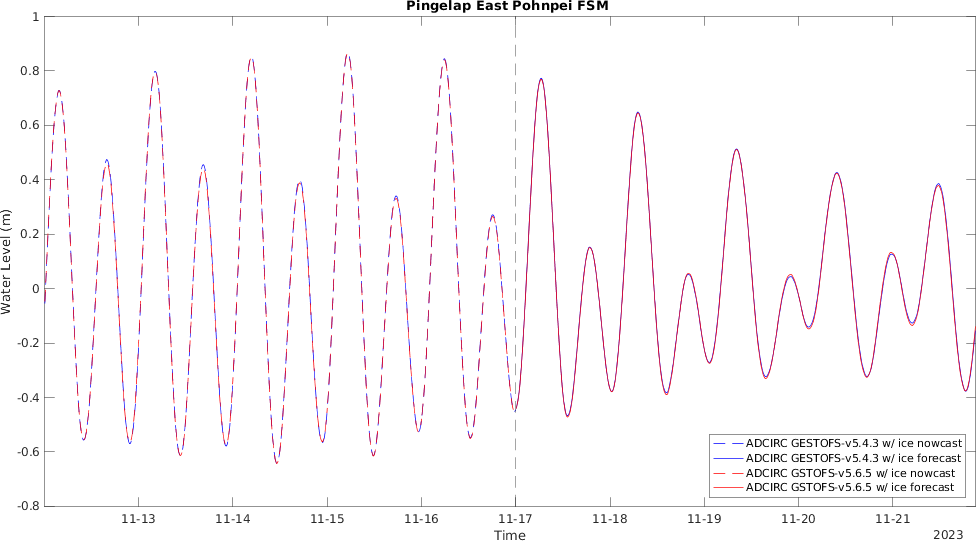 Pingelap East Pohnpei FSM
1
0.8
0.6
0.4
0.2
0
-0.2
-0.4
-0.6
-0.8
Water Level (m)
ADCIRC GESTOFS-v5.4.3 w/ ice nowcast
ADCIRC GESTOFS-v5.4.3 w/ ice forecast
ADCIRC GSTOFS-v5.6.5 w/ ice nowcast
ADCIRC GSTOFS-v5.6.5 w/ ice forecast
11-13 11-14 11-15 11-16 11-17 11-18 11-19 11-20 11-21
Time
2023